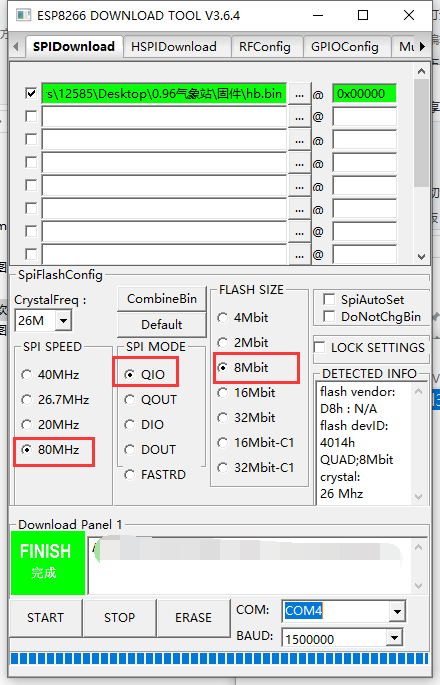 ESP8266 DOWNLOAD TOOL V3.6.4
SPIDownload HSPIDownload RFConfig GPIOConfig Mu
's\12585\Desktop\0.96气象站\固件\hb.bin ... @ 0x00000
... @
... @
... @
... @
... @
... @
SpiFlashConfig
CrystalFreq :
26M
CombineBin
Default
SPI SPEED
40MHz
26.7MHz
20MHz
80MHz
SPI MODE
QIO
QOUT
DIO
DOUT
FASTRD
FLASH SIZE
4Mbit
2Mbit
8Mbit
16Mbit
32Mbit
16Mbit-C1
32Mbit-C1
SpiAutoSet
DoNotChgBin
LOCK SETTINGS
DETECTED INFO
flash vendor:
D8h : N/A
flash devID:
4014h
QUAD;8Mbit
crystal:
26 Mhz
Download Panel 1
FINISH
完成
START STOP ERASE
COM: COM4
BAUD: 1500000